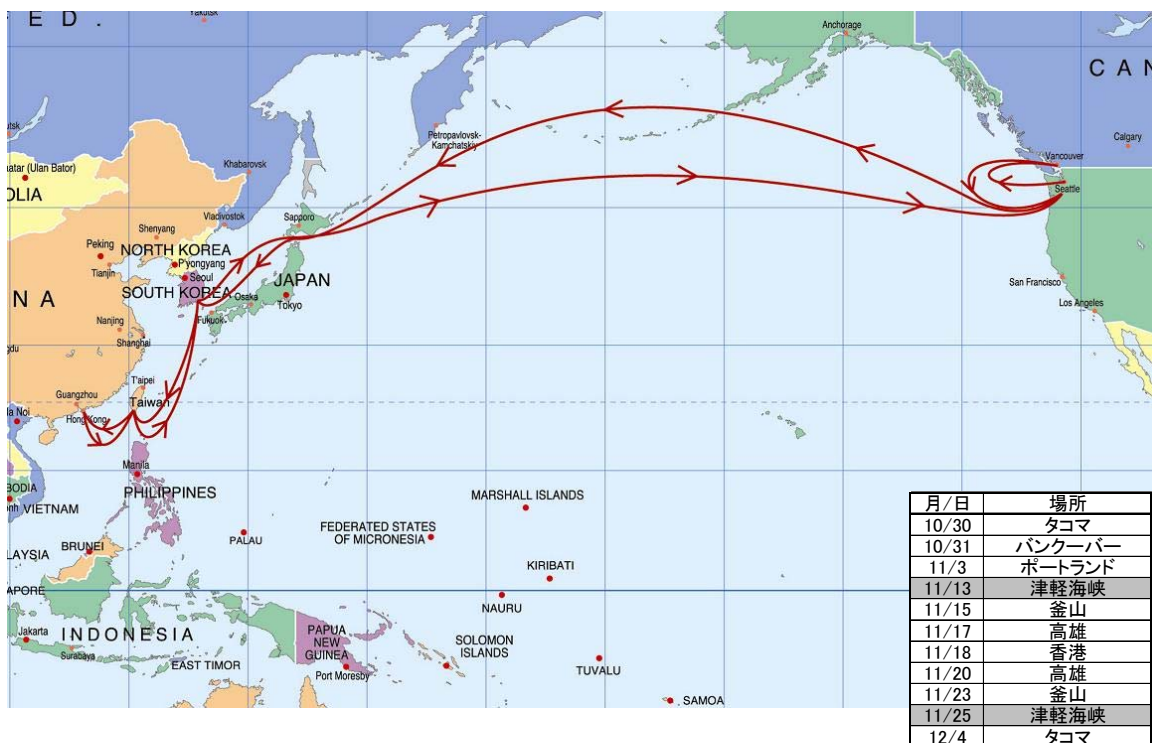 E D .
Yakutsk
Anchorage
C A N
Petropavlovsk-
Kamchatskiy
Calgary
Khabarovsk
Vancouver
Seattle
atar (Ulan Bator)
OLIA
Vladivostok
Sapporo
Shenyang
Peking
NORTH KOREA
Pyongyang
Tianjin
Seoul
SOUTH KOREA
JAPAN
Osaka
Tokyo
San Francisco
Los Angeles
N A
Nanjing
Fukuok
Shanghai
gdu
T'aipei
Guangzhou
Taiwan
Hong Kong
Ha Noi
Manila
PHILIPPINES
BODIA
VIETNAM
MARSHALL ISLANDS
FEDERATED STATES
OF MICRONESIA
PALAU
BRUNEI
LAYSIA
KIRIBATI
APORE
NAURU
Jakarta
INDONESIA
Surabaya
EAST TIMOR
PAPUA
NEW
GUINEA
Port Moresby
SOLOMON
ISLANDS
TUVALU
SAMOA
月/日 場所
10/30 タコマ
10/31 バンクーバー
11/3 ポートランド
11/13 津軽海峡
11/15 釜山
11/17 高雄
11/18 香港
11/20 高雄
11/23 釜山
11/25 津軽海峡
12/4 タコマ